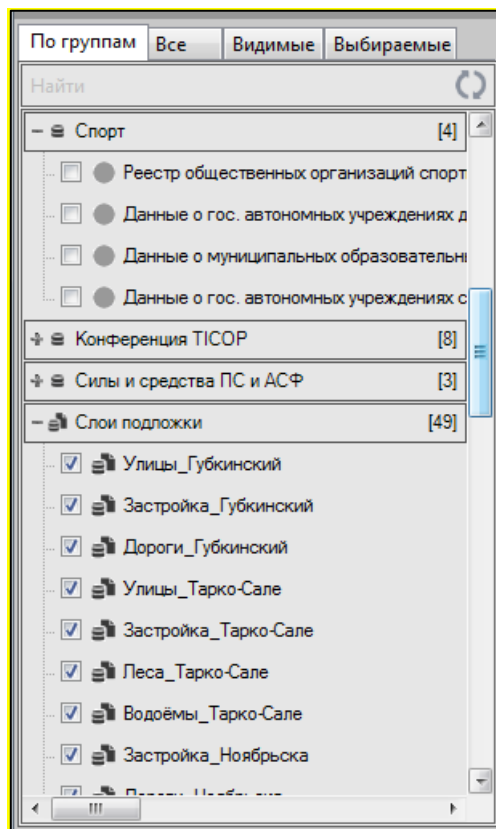 По группам Все Видимые Выбираемые
Найти
Спорт [4]
Реестр общественных организаций спорт
Данные о гос. автономных учреждениях д
Данные о муниципальных образовательн
Данные о гос. автономных учреждениях с
Конференция TICOP [8]
Силы и средства ПС и АСФ [3]
Слои подложки [49]
Улицы_Губкинский
Застройка_Губкинский
Дороги_Губкинский
Улицы_Тарко-Сале
Застройка_Тарко-Сале
Леса_Тарко-Сале
Водоёмы_Тарко-Сале
Застройка_Ноябрьска